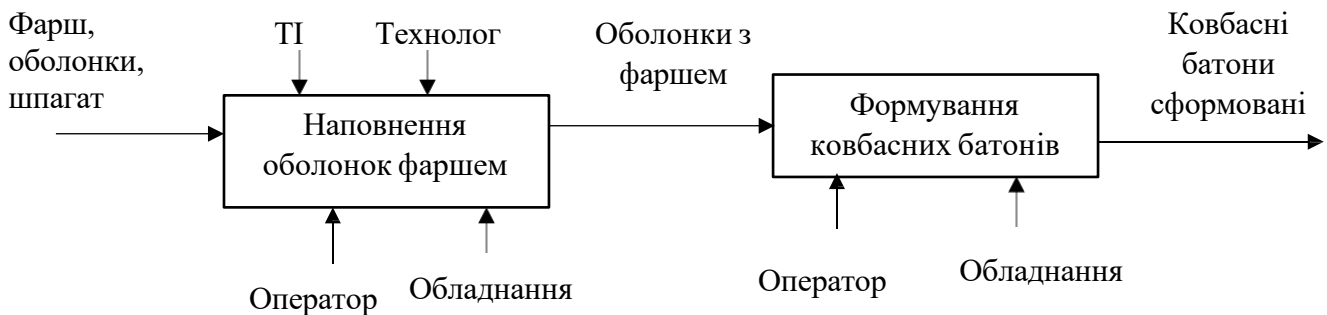 Фарш,
оболонки,
шпагат
ТІ
Технолог
Наповнення
оболонок фаршем
Оператор
Обладнання
Оболонки з
фаршем
Формування
ковбасних батонів
Оператор
Обладнання
Ковбасні
батони
сформовані